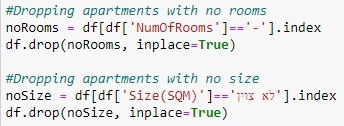 #Dropping apartments with no rooms
noRooms = df[df['NumOfRooms']=='-'].index
df.drop(noRooms, inplace=True)
#Dropping apartments with no size
noSize = df[df['Size(SQM)']=='לא צוין'].index
df.drop(noSize, inplace=True)